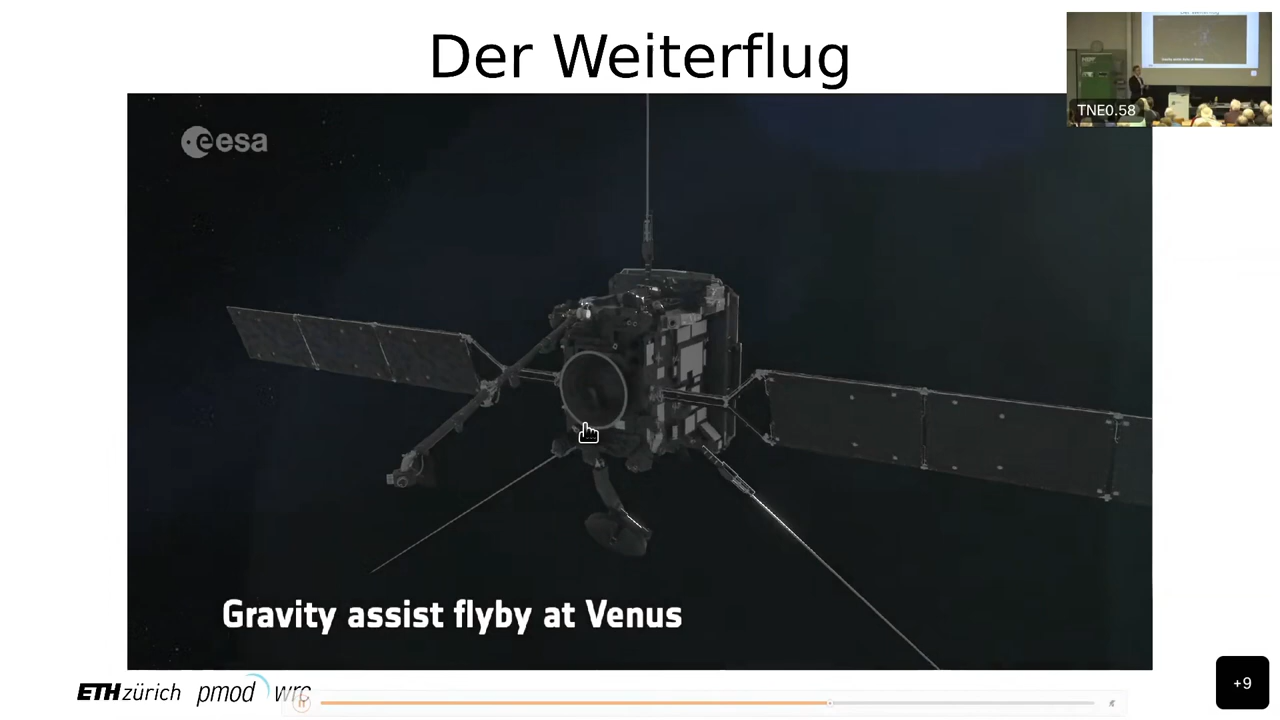 Der Weiterflug
TNE0.58
esa
Gravity assist flyby at Venus
ETH zürich pmod wrc
+9